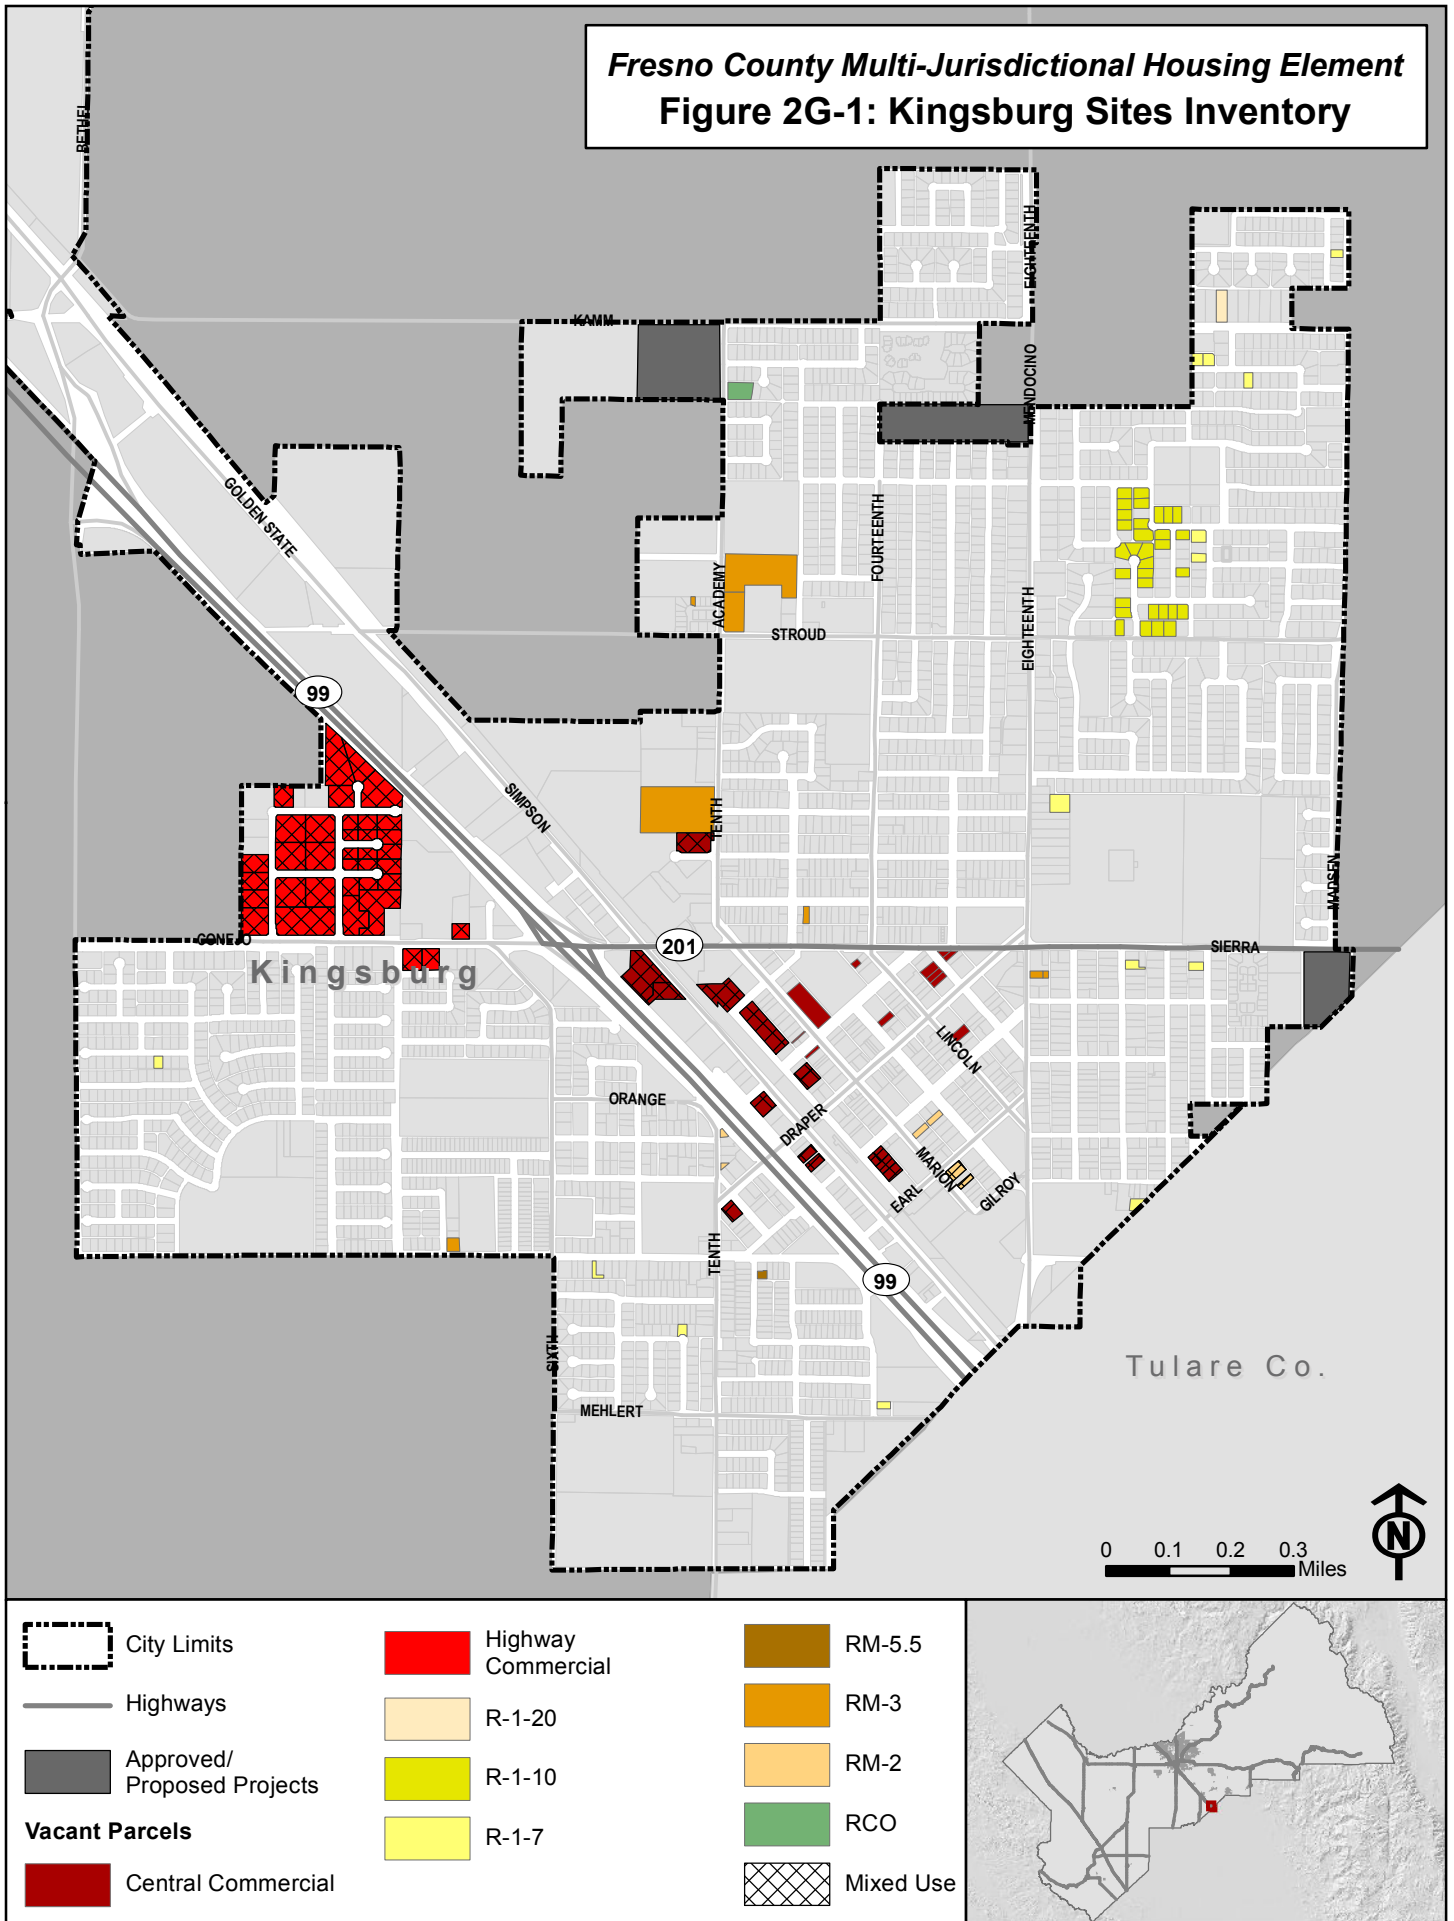 Fresno County Multi-Jurisdictional Housing Element
Figure 2G-1: Kingsburg Sites Inventory
BETHEL
EIGHTEENTH
KAMM
MENDOCINO
GOLDEN STATE
FOURTEENTH
ACADEMY
STROUD
EIGHTEENTH
99
SIMPSON
TENTH
MADSEN
CONEJO
201
SIERRA
Kingsburg
LINCOLN
ORANGE
DRAPER
MARION
EARL
GILROY
TENTH
99
SIXTH
Tulare Co.
MEHLERT
N
0 0.1 0.2 0.3
Miles
City Limits
Highways
Approved/
Proposed Projects
Vacant Parcels
Central Commercial
Highway
Commercial
R-1-20
R-1-10
R-1-7
RM-5.5
RM-3
RM-2
RCO
Mixed Use